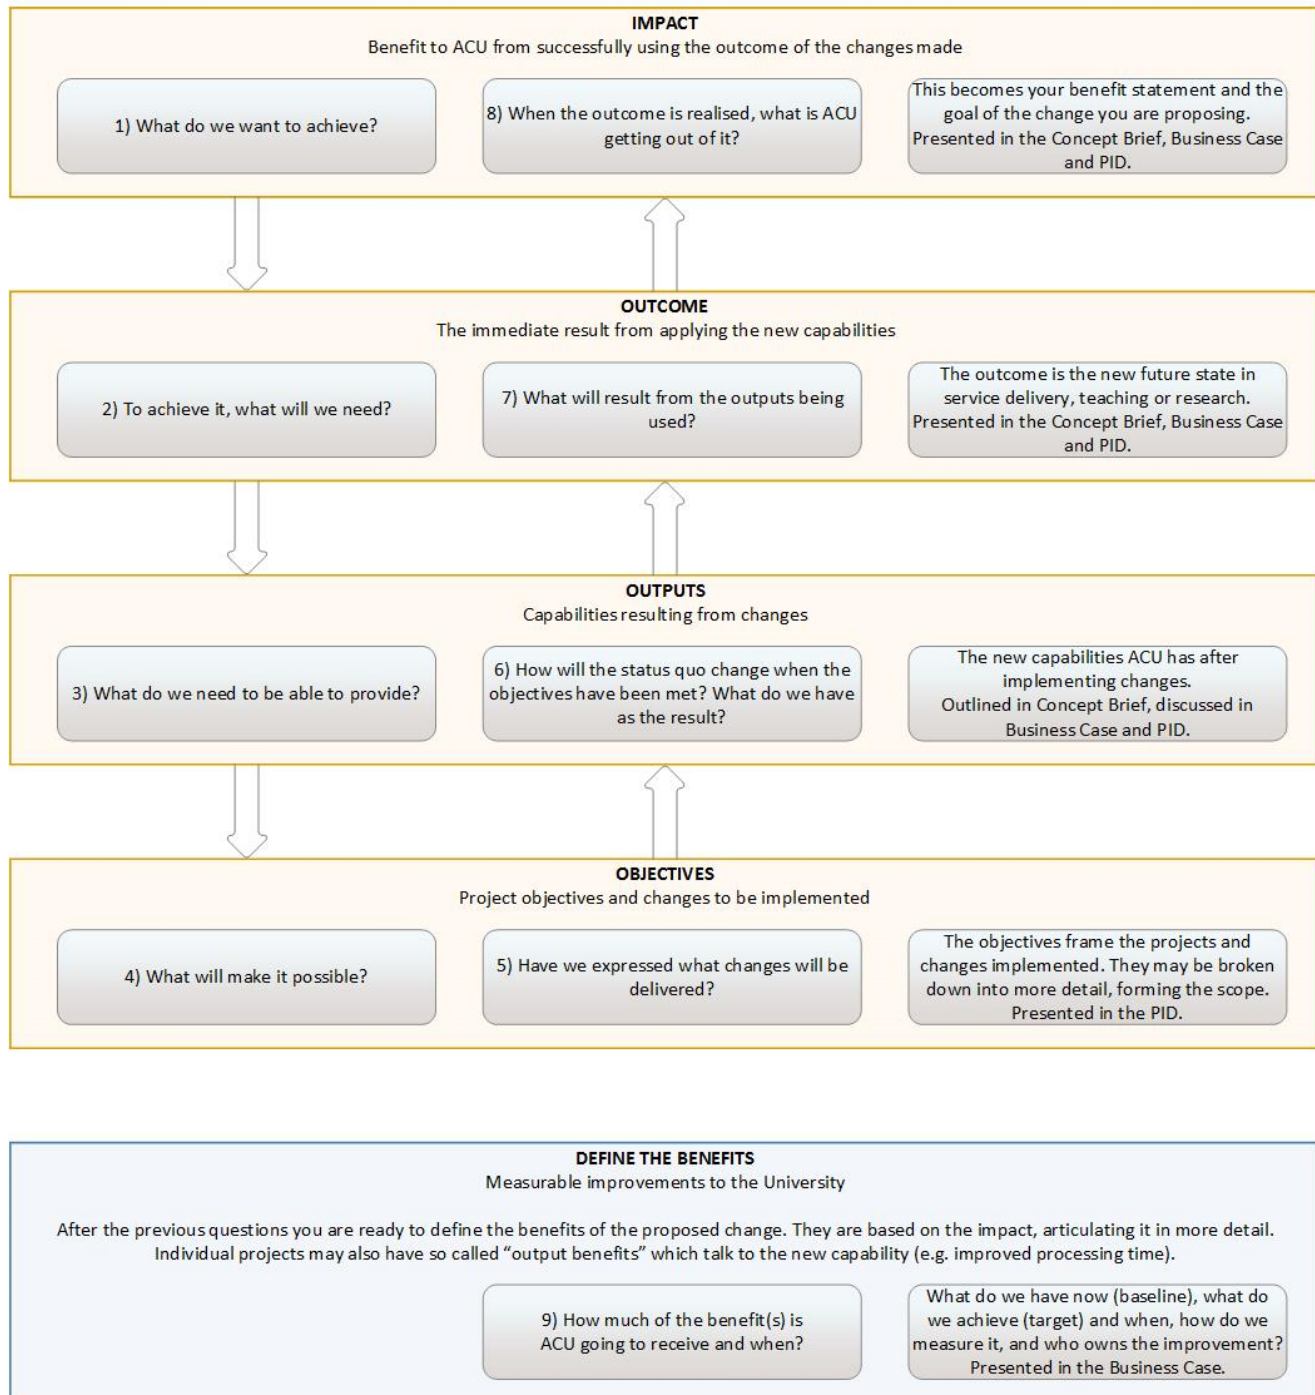 IMPACT
Benefit to ACU from successfully using the outcome of the changes made
1) What do we want to achieve?
8) When the outcome is realised, what is ACU
getting out of it?
This becomes your benefit statement and the
goal of the change you are proposing.
Presented in the Concept Brief, Business Case
and PID.
OUTCOME
The immediate result from applying the new capabilities
2) To achieve it, what will we need?
7) What will result from the outputs being
used?
The outcome is the new future state in
service delivery, teaching or research.
Presented in the Concept Brief, Business Case
and PID.
OUTPUTS
Capabilities resulting from changes
3) What do we need to be able to provide?
6) How will the status quo change when the
objectives have been met? What do we have
as the result?
The new capabilities ACU has after
implementing changes.
Outlined in Concept Brief, discussed in
Business Case and PID.
OBJECTIVES
Project objectives and changes to be implemented
4) What will make it possible?
5) Have we expressed what changes will be
delivered?
The objectives frame the projects and
changes implemented. They may be broken
down into more detail, forming the scope.
Presented in the PID.
DEFINE THE BENEFITS
Measurable improvements to the University
After the previous questions you are ready to define the benefits of the proposed change. They are based on the impact, articulating it in more detail.
Individual projects may also have so called “output benefits” which talk to the new capability (e.g. improved processing time).
9) How much of the benefit(s) is
ACU going to receive and when?
What do we have now (baseline), what do
we achieve (target) and when, how do we
measure it, and who owns the improvement?
Presented in the Business Case.